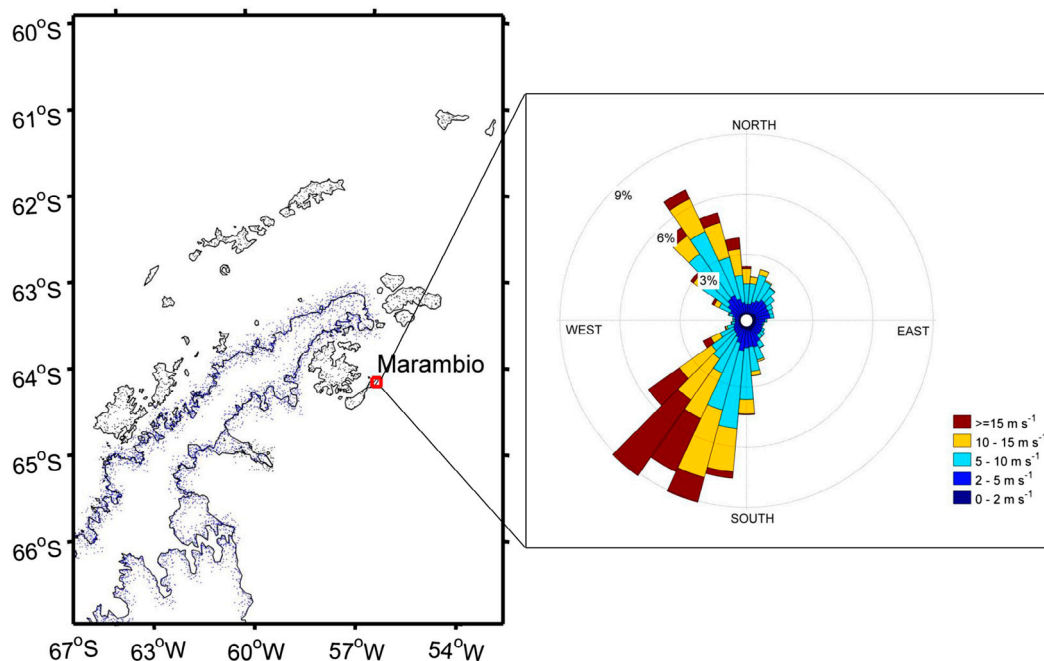 60°S
61°S
62°S
63°S
64°S
65°S
66°S
67°S
63°W
60°W
57°W
54°W
Marambio
NORTH
9%
6%
3%
WEST
EAST
SOUTH
>=15 m s⁻¹
10 - 15 m s⁻¹
5 - 10 m s⁻¹
2 - 5 m s⁻¹
0 - 2 m s⁻¹